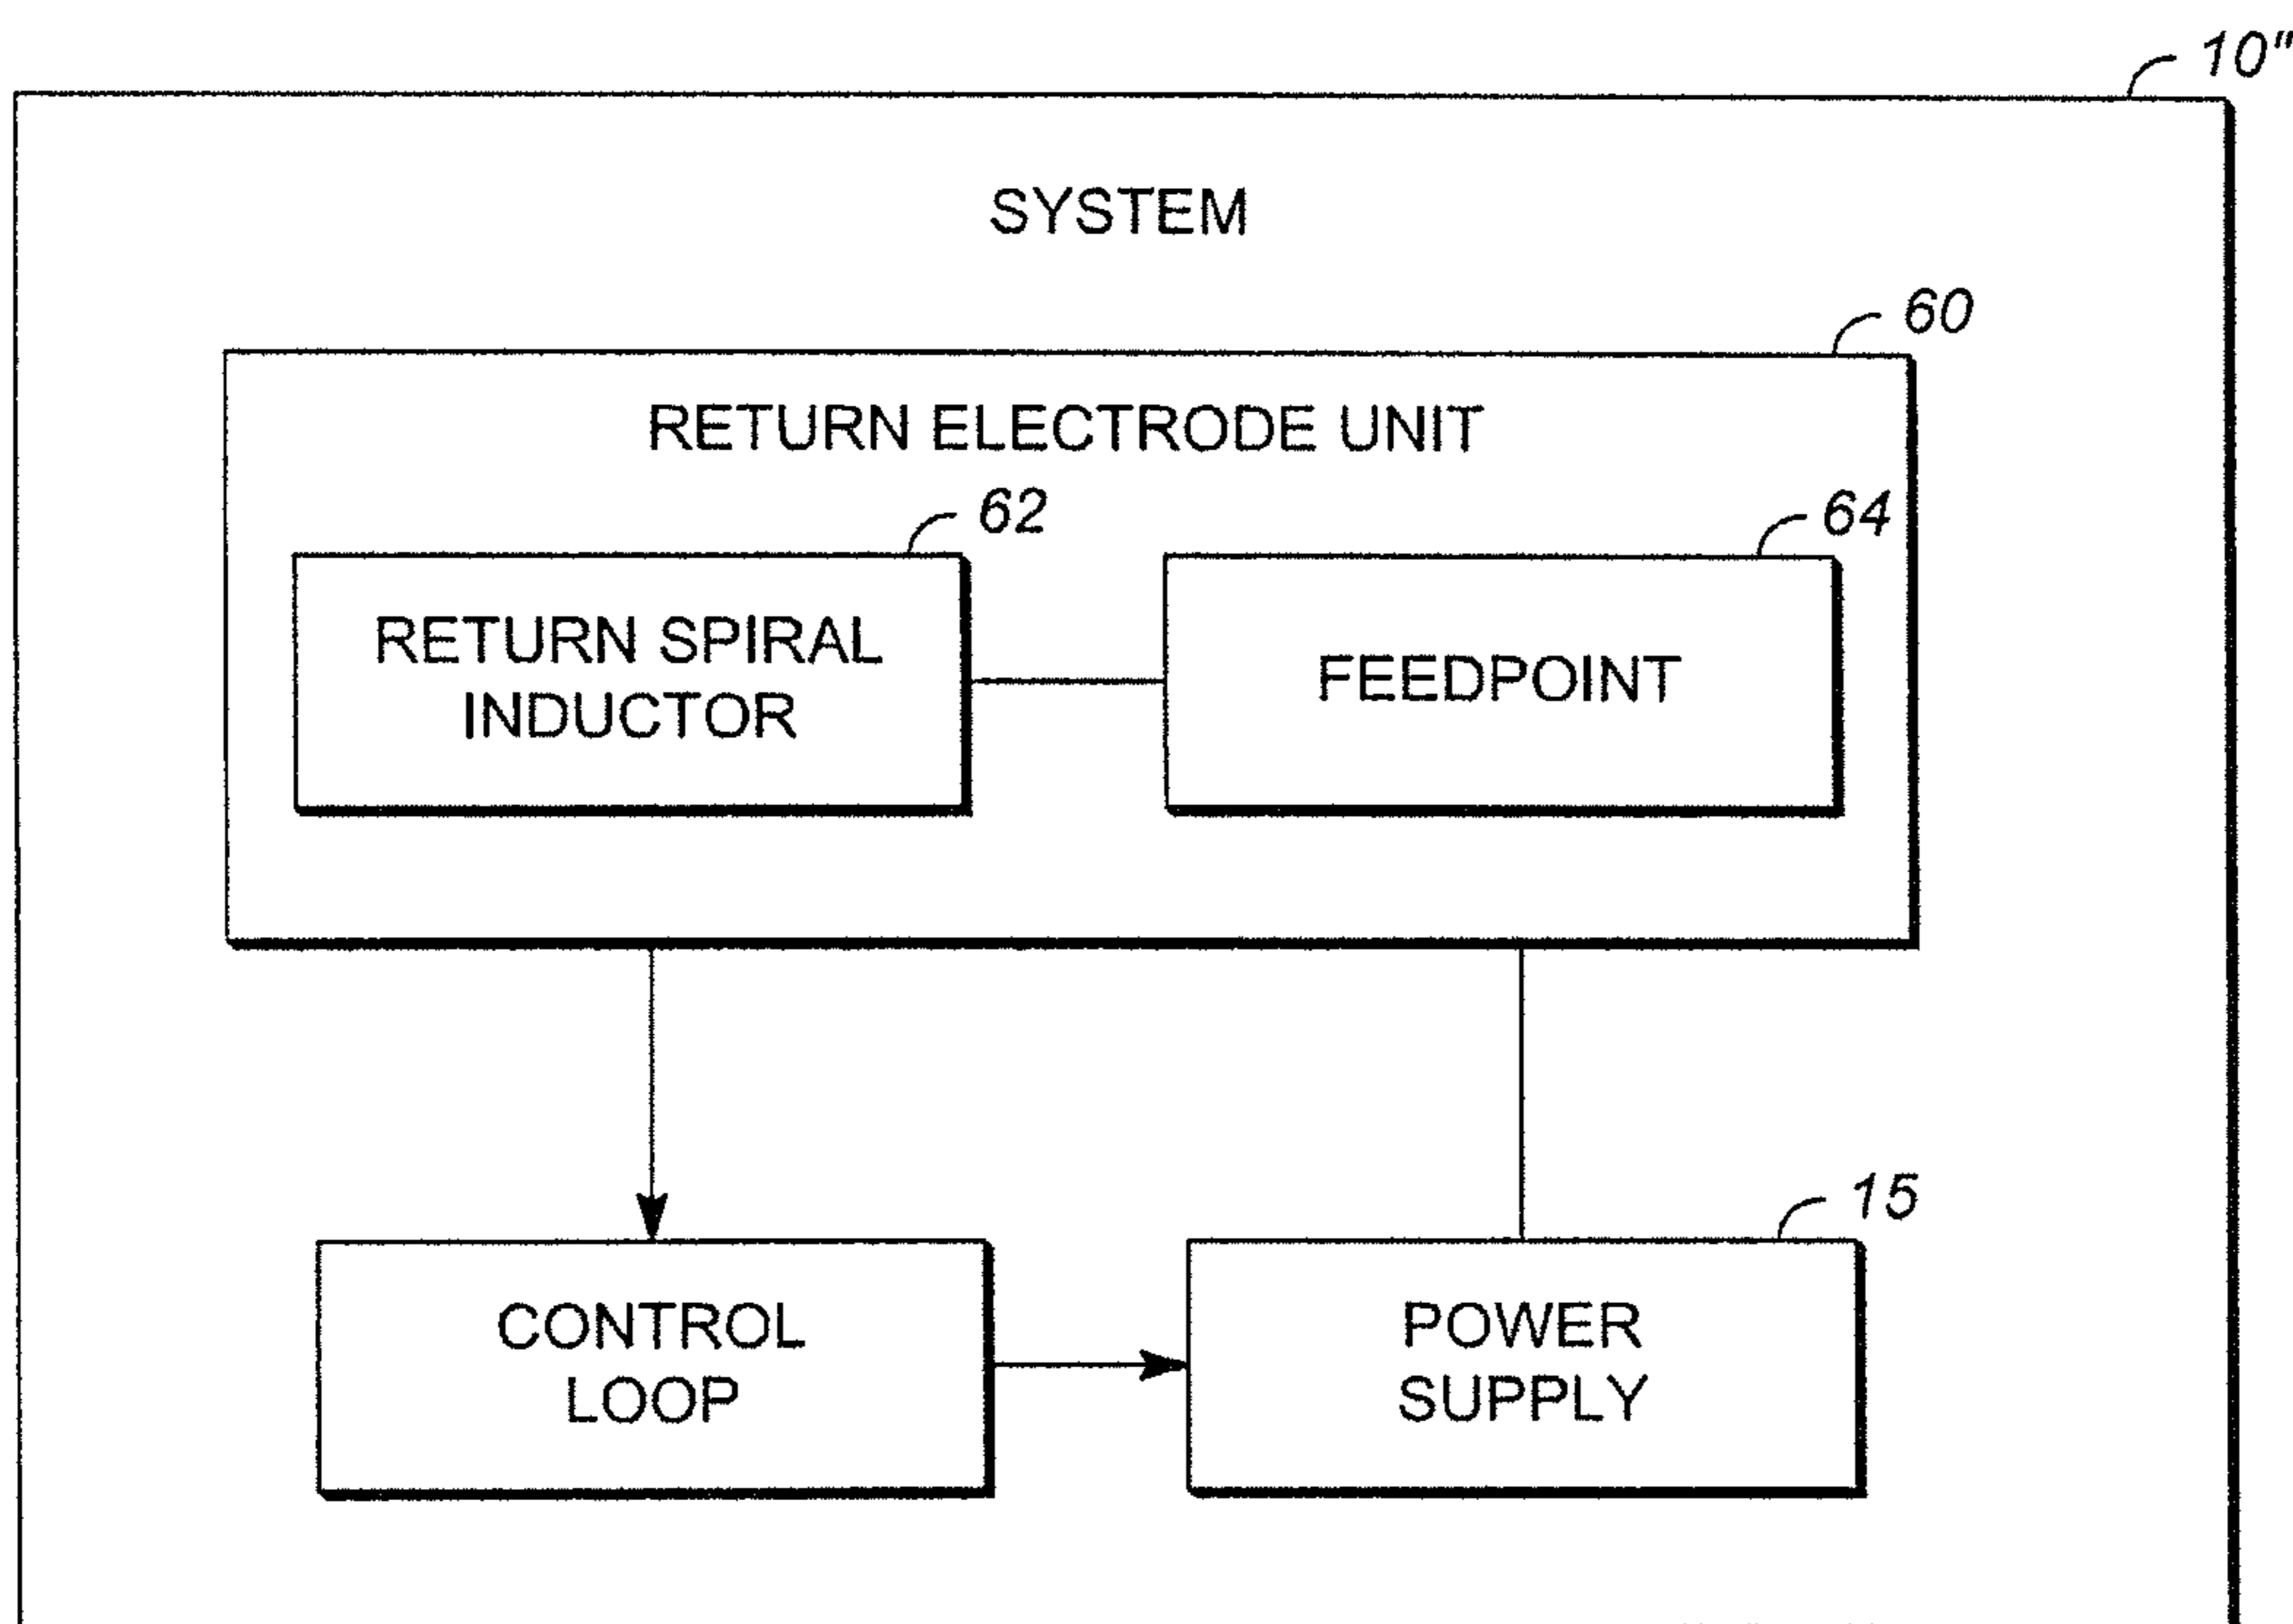 10"
SYSTEM
60
RETURN ELECTRODE UNIT
62
64
RETURN SPIRAL
INDUCTOR
FEEDPOINT
15
CONTROL
LOOP
POWER
SUPPLY